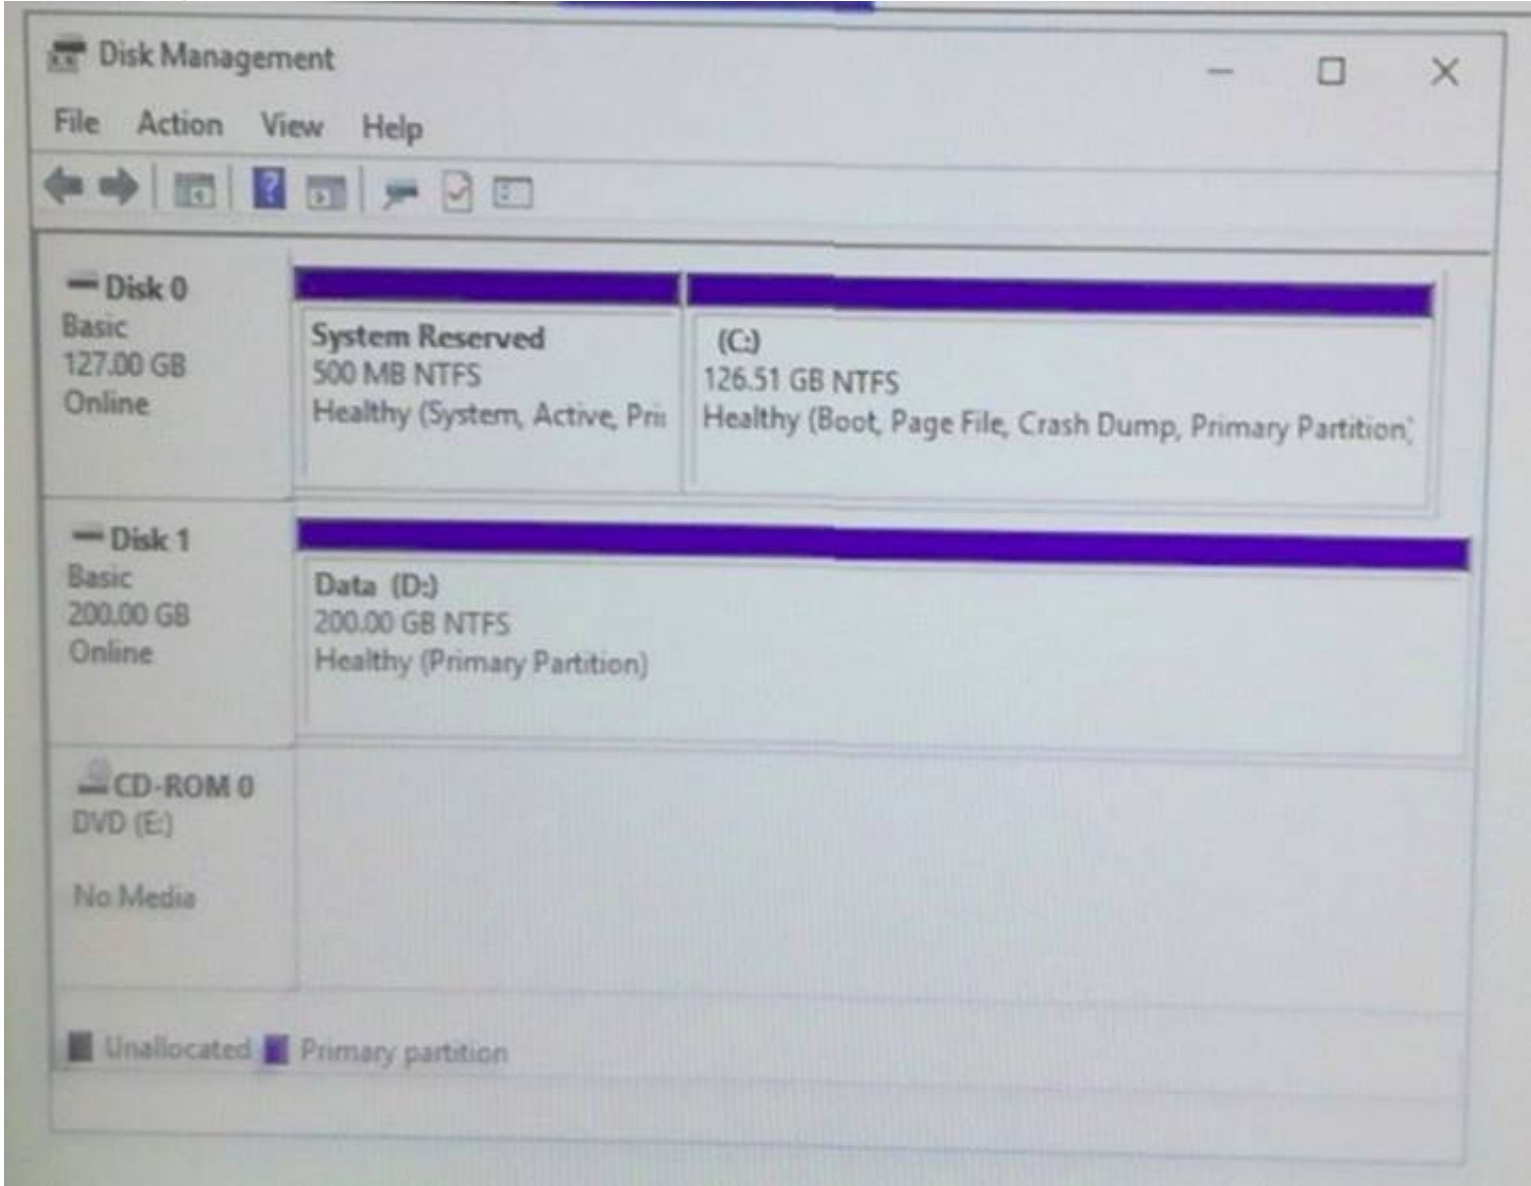 Disk Management
File Action View Help
Disk 0
Basic
127.00 GB
Online
System Reserved
500 MB NTFS
Healthy (System, Active, Pri
(C:)
126.51 GB NTFS
Healthy (Boot, Page File, Crash Dump, Primary Partition)
Disk 1
Basic
200.00 GB
Online
Data (D:)
200.00 GB NTFS
Healthy (Primary Partition)
CD-ROM 0
DVD (E:)
No Media
Unallocated Primary partition